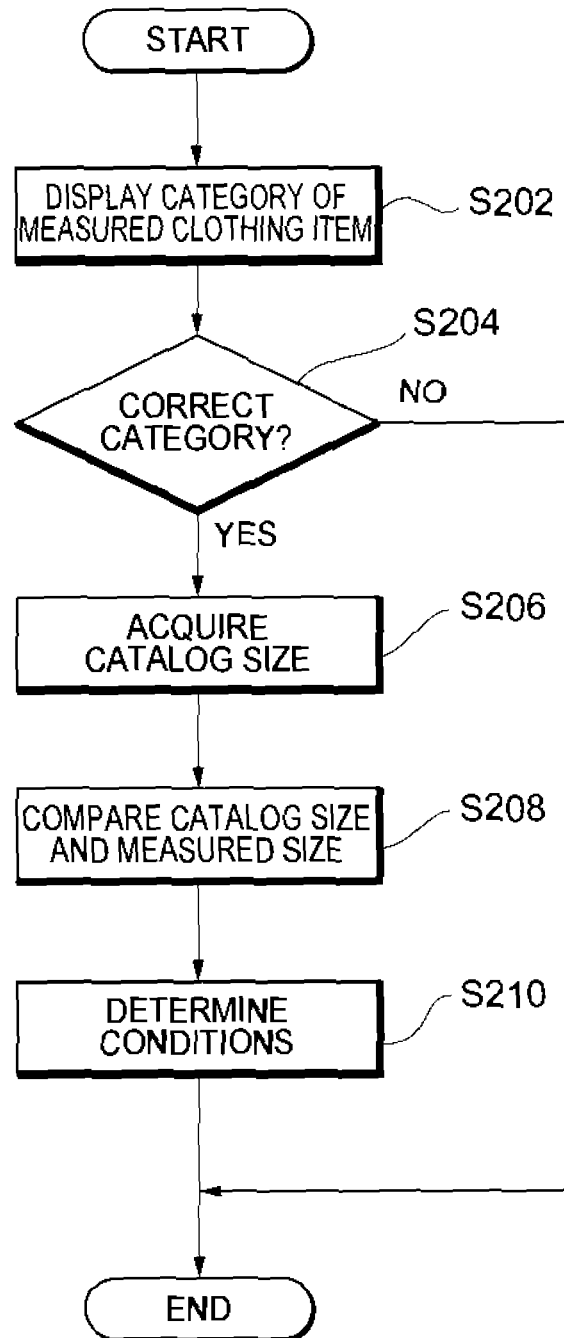 START
DISPLAY CATEGORY OF
MEASURED CLOTHING ITEM
S202
S204
CORRECT
CATEGORY?
NO
YES
ACQUIRE
CATALOG SIZE
S206
COMPARE CATALOG SIZE
AND MEASURED SIZE
S208
DETERMINE
CONDITIONS
S210
END